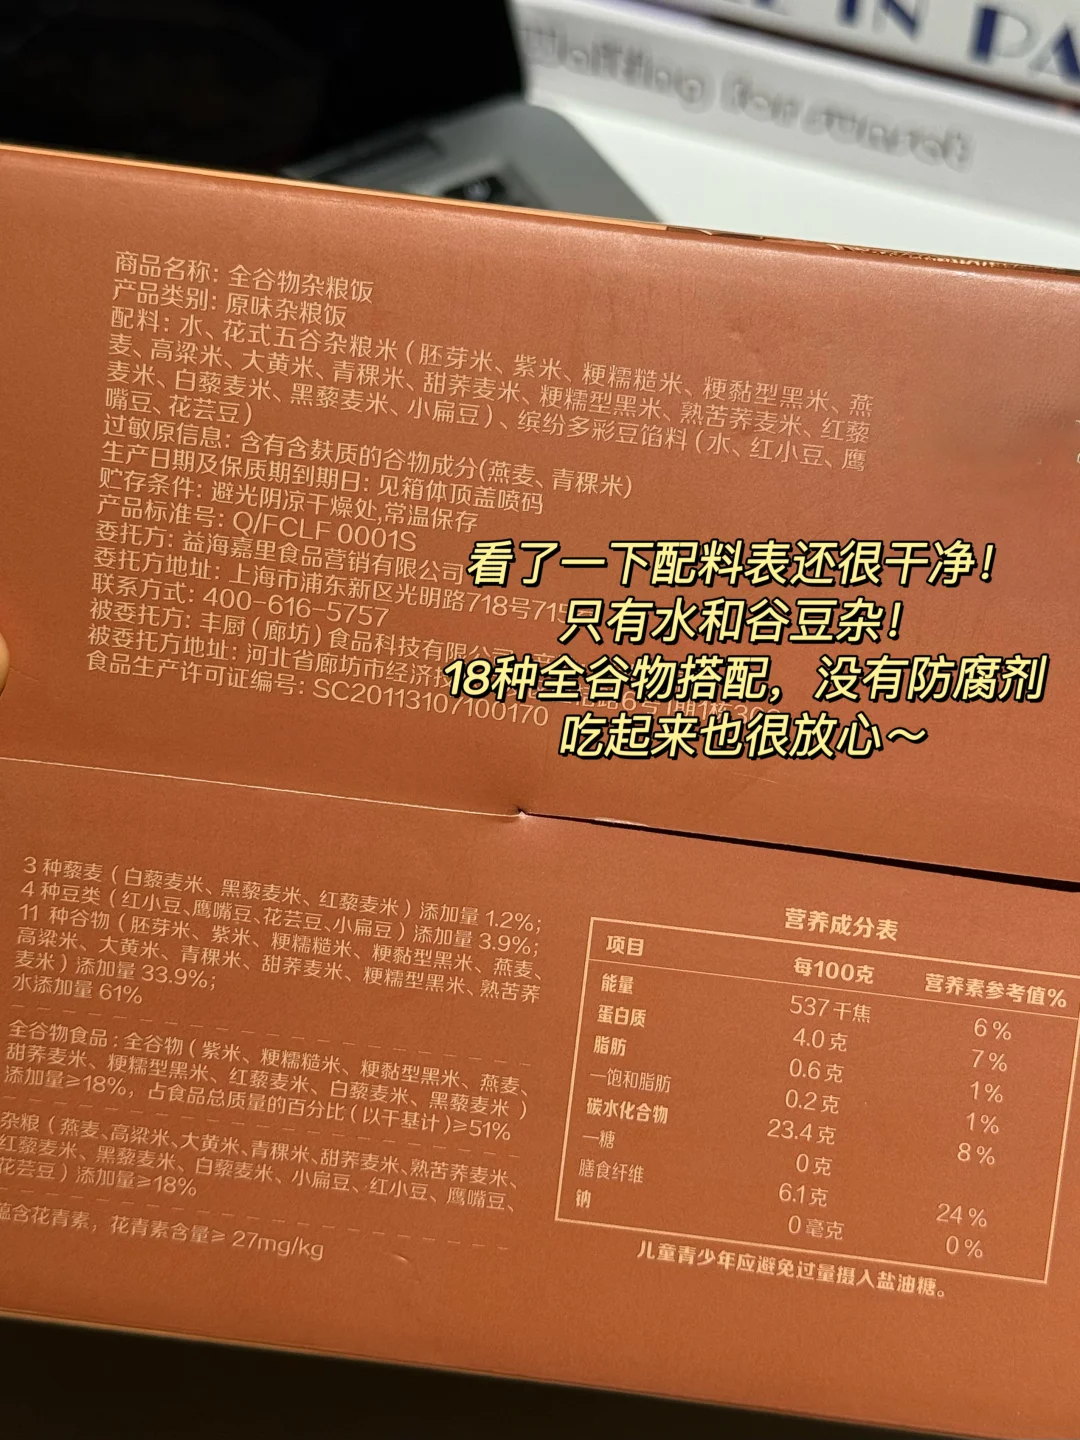 IN PA
Waiting for sunset
商品名称: 全谷物杂粮饭
产品类别: 原味杂粮饭
配料: 水、花式五谷杂粮米(胚芽米、紫米、粳糯糙米、粳黏型黑米、燕
麦、高粱米、大黄米、青稞米、甜荞麦米、粳糯型黑米、熟苦荞麦米、红藜
麦米、白藜麦米、黑藜麦米、小扁豆)、缤纷多彩豆馅料(水、红小豆、鹰
嘴豆、花芸豆)
过敏原信息: 含有含麸质的谷物成分(燕麦、青稞米)
生产日期及保质期到期日: 见箱体顶盖喷码
贮存条件: 避光阴凉干燥处,常温保存
产品标准号: Q/FCLF 0001S
委托方: 益海嘉里食品营销有限公司
委托方地址: 上海市浦东新区光明路718号715
联系方式: 400-616-5757
被委托方: 丰厨(廊坊)食品科技有限公
被委托方地址: 河北省廊坊市经济技
食品生产许可证编号: SC20113107100170
看了一下配料表还很干净!
只有水和谷豆杂!
18种全谷物搭配，没有防腐剂
吃起来也很放心～
3 种藜麦(白藜麦米、黑藜麦米、红藜麦米)添加量 1.2%;
4 种豆类(红小豆、鹰嘴豆、花芸豆、小扁豆)添加量 3.9%;
11 种谷物(胚芽米、紫米、粳糯糙米、粳黏型黑米、燕麦、
高粱米、大黄米、青稞米、甜荞麦米、粳糯型黑米、熟苦荞
麦米)添加量 33.9%;
水添加量 61%
全谷物食品: 全谷物(紫米、粳糯糙米、粳黏型黑米、燕麦、
甜荞麦米、粳糯型黑米、红藜麦米、白藜麦米、黑藜麦米)
添加量≥18%, 占食品总质量的百分比(以干基计)≥51%
杂粮(燕麦、高粱米、大黄米、青稞米、甜荞麦米、熟苦荞麦米、
红藜麦米、黑藜麦米、白藜麦米、小扁豆、红小豆、鹰嘴豆、
花芸豆)添加量≥18%
蕴含花青素，花青素含量≥ 27mg/kg
营养成分表
项目 每100克 营养素参考值%
能量 537千焦 6%
蛋白质 4.0克 7%
脂肪 0.6克 1%
—饱和脂肪 0.2克 1%
碳水化合物 23.4克 8%
—糖 0克
膳食纤维 6.1克 24%
钠 0毫克 0%
儿童青少年应避免过量摄入盐油糖。